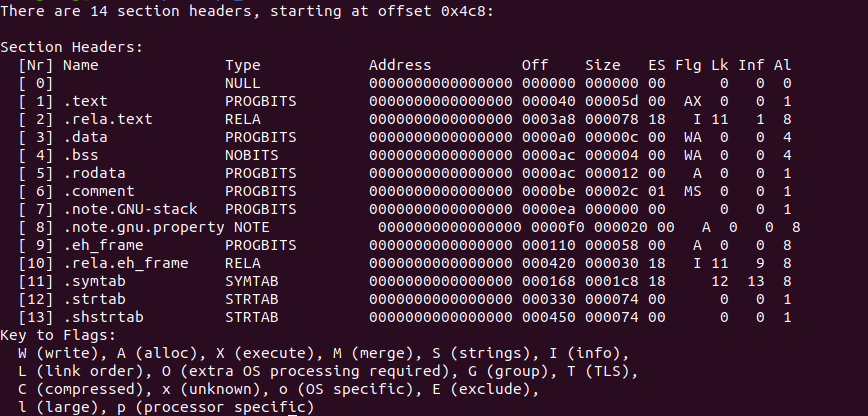 There are 14 section headers, starting at offset 0x4c8:
Section Headers:
[Nr] Name Type Address Off Size ES Flg Lk Inf Al
[ 0] NULL 0000000000000000 000000 000000 00 0 0 0
[ 1] .text PROGBITS 0000000000000000 000040 00005d 00 AX 0 0 1
[ 2] .rela.text RELA 0000000000000000 0003a8 000078 18 I 11 1 8
[ 3] .data PROGBITS 0000000000000000 0000a0 00000c 00 WA 0 0 4
[ 4] .bss NOBITS 0000000000000000 0000ac 000004 00 WA 0 0 4
[ 5] .rodata PROGBITS 0000000000000000 0000ac 000012 00 A 0 0 1
[ 6] .comment PROGBITS 0000000000000000 0000be 00002c 01 MS 0 0 1
[ 7] .note.GNU-stack PROGBITS 0000000000000000 0000ea 000000 00 0 0 1
[ 8] .note.gnu.property NOTE 0000000000000000 0000f0 000020 00 A 0 0 8
[ 9] .eh_frame PROGBITS 0000000000000000 000110 000058 00 A 0 0 8
[10] .rela.eh_frame RELA 0000000000000000 000420 000030 18 I 11 9 8
[11] .symtab SYMTAB 0000000000000000 000168 0001c8 18 12 13 8
[12] .strtab STRTAB 0000000000000000 000330 000074 00 0 0 1
[13] .shstrtab STRTAB 0000000000000000 000450 000074 00 0 0 1
Key to Flags:
W (write), A (alloc), X (execute), M (merge), S (strings), I (info),
L (link order), O (extra OS processing required), G (group), T (TLS),
C (compressed), x (unknown), o (OS specific), E (exclude),
l (large), p (processor specific)